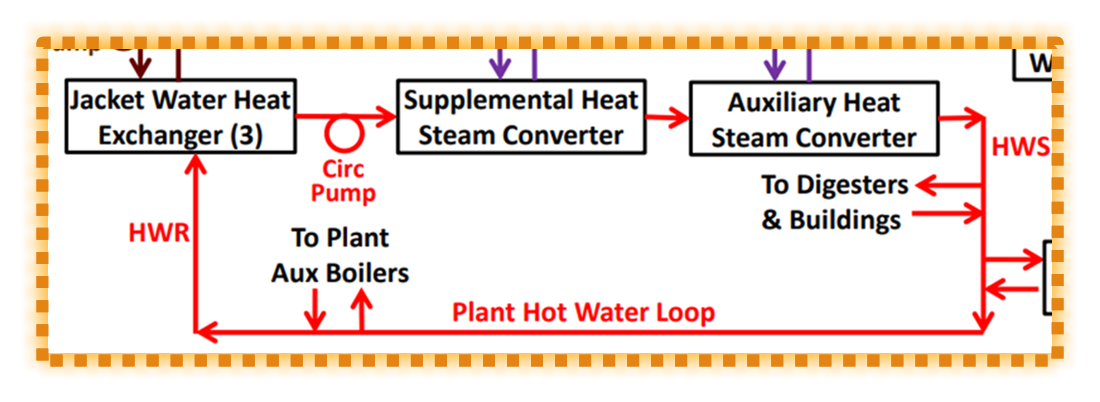 Jacket Water Heat
Exchanger (3)
Supplemental Heat
Steam Converter
Auxiliary Heat
Steam Converter
Circ
Pump
HWS
To Digesters
& Buildings
HWR
To Plant
Aux Boilers
Plant Hot Water Loop